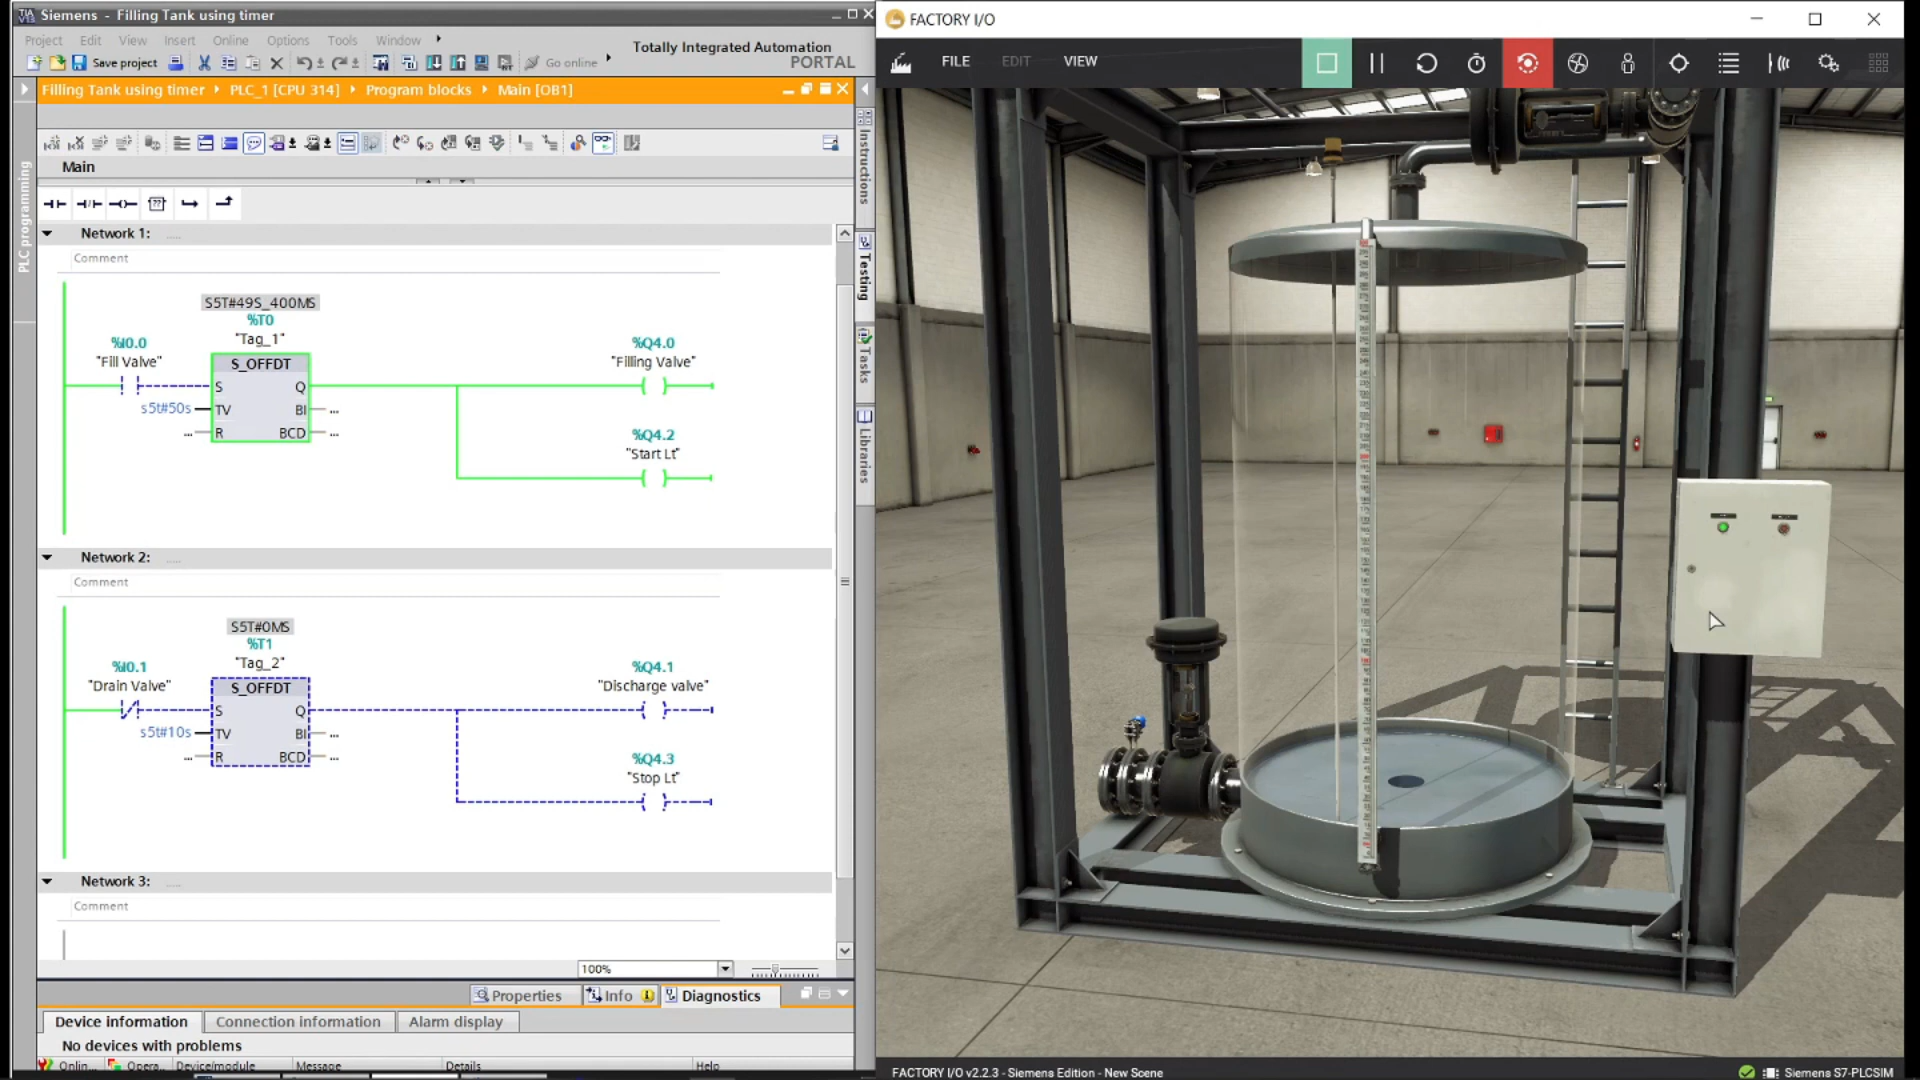 Siemens - Filling Tank using timer
Project Edit View Insert Online Options Tools Window
Totally Integrated Automation
PORTAL
Save project
Go online
Filling Tank using timer
PLC_1 [CPU 314]
Program blocks
Main [OB1]
PLC programming
Main
Network 1: .....
Comment
S5T#49S_400MS
%T0
"Tag_1"
%I0.0
"Fill Valve"
S_OFFDT
S Q
s5t#50s
TV BI ...
... R BCD ...
%Q4.0
"Filling Valve"
%Q4.2
"Start Lt"
Network 2: .....
Comment
S5T#0MS
%T1
"Tag_2"
%I0.1
"Drain Valve"
S_OFFDT
S Q
s5t#10s
TV BI ...
... R BCD ...
%Q4.1
"Discharge valve"
%Q4.3
"Stop Lt"
Network 3: .....
Comment
100%
Properties
Info
Diagnostics
Device information
Connection information
Alarm display
No devices with problems
Onlin... Opera... Device/module Message Details Help
Instructions
Testing
Tasks
Libraries
FACTORY I/O
FILE EDIT VIEW
FACTORY I/O v2.2.3 - Siemens Edition - New Scene
Siemens S7-PLCSIM